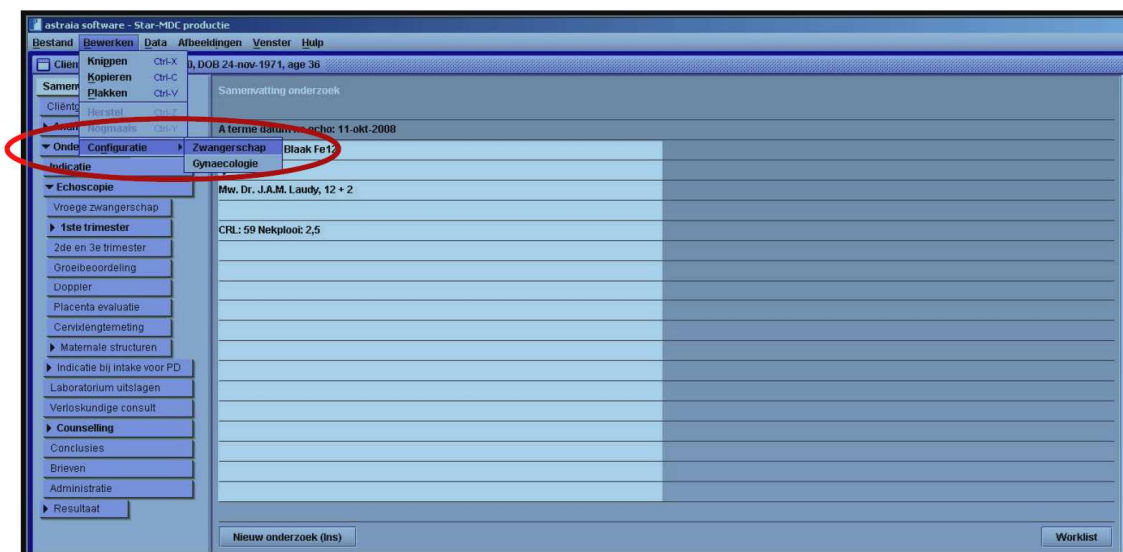 astraia software - Star-MDC productie
Bestand Bewerken Data Afbeeldingen Venster Hulp
Knippen Ctrl-X
Kopieren Ctrl-C
Plakken Ctrl-V
Herstel Ctrl-Z
Nogmaals Ctrl-Y
Configuratie
Zwangerschap
Gynaecologie
DOB 24-nov-1971, age 36
Samenvatting onderzoek
A terme datum echo: 11-okt-2008
Blaak Fe12
Mw. Dr. J.A.M. Laudy, 12 + 2
CRL: 59 Nekplooi: 2,5
Indicatie
Echoscopie
Vroege zwangerschap
1ste trimester
2de en 3e trimester
Groeibeoordeling
Doppler
Placenta evaluatie
Cervixlengtemeting
Maternale structuren
Indicatie bij intake voor PD
Laboratorium uitslagen
Verloskundige consult
Counselling
Conclusies
Brieven
Administratie
Resultaat
Nieuw onderzoek (Ins)
Worklist